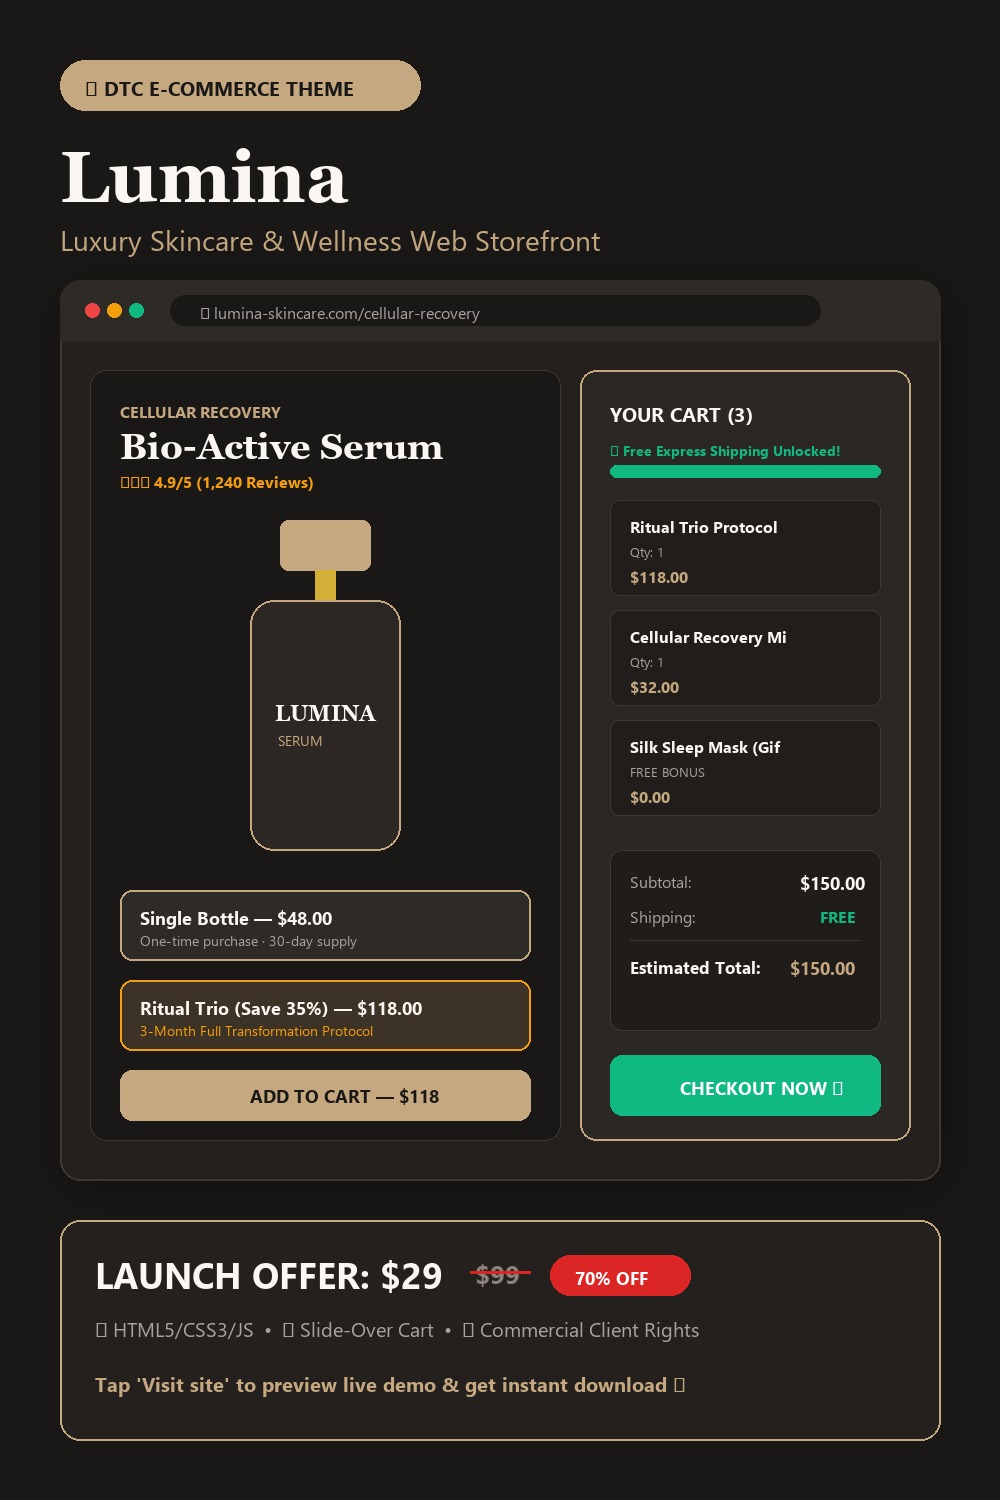 ▯ DTC E-COMMERCE THEME
Lumina
Luxury Skincare & Wellness Web Storefront
▯ lumina-skincare.com/cellular-recovery
CELLULAR RECOVERY
Bio-Active Serum
▯▯▯ 4.9/5 (1,240 Reviews)
LUMINA
SERUM
Single Bottle — $48.00
One-time purchase · 30-day supply
Ritual Trio (Save 35%) — $118.00
3-Month Full Transformation Protocol
ADD TO CART — $118
YOUR CART (3)
▯ Free Express Shipping Unlocked!
Ritual Trio Protocol
Qty: 1
$118.00
Cellular Recovery Mi
Qty: 1
$32.00
Silk Sleep Mask (Gif
FREE BONUS
$0.00
Subtotal: $150.00
Shipping: FREE
Estimated Total: $150.00
CHECKOUT NOW ▯
LAUNCH OFFER: $29 $99 70% OFF
▯ HTML5/CSS3/JS • ▯ Slide-Over Cart • ▯ Commercial Client Rights
Tap 'Visit site' to preview live demo & get instant download ▯